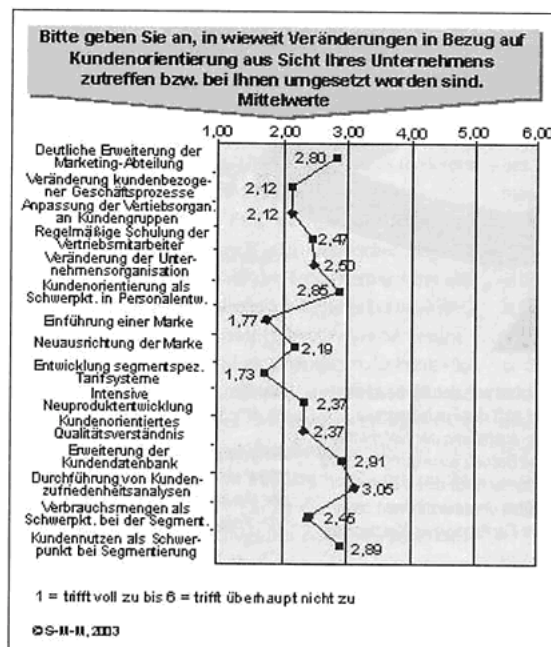 Bitte geben Sie an, in wieweit Veränderungen in Bezug auf
Kundenorientierung aus Sicht Ihres Unternehmens
zutreffen bzw. bei Ihnen umgesetzt worden sind.
Mittelwerte
1,00 2,00 3,00 4,00 5,00 6,00
Deutliche Erweiterung der
Marketing-Abteilung
2,80
Veränderung kundenbezoge-
ner Geschäftsprozesse
2,12
Anpassung der Vertriebsorgan.
an Kundengruppen
2,12
Regelmäßige Schulung der
Vertriebsmitarbeiter
2,47
Veränderung der Unter-
nehmensorganisation
2,50
Kundenorientierung als
Schwerpkt. in Personalentw.
2,85
Einführung einer Marke
1,77
Neuausrichtung der Marke
2,19
Entwicklung segmentspez.
Tarifsysteme
1,73
Intensive
Neuproduktentwicklung
2,37
Kundenorientiertes
Qualitätsverständnis
2,37
Erweiterung der
Kundendatenbank
2,91
Durchführung von Kunden-
zufriedenheitsanalysen
3,05
Verbrauchsmengen als
Schwerpkt. bei der Segment.
2,45
Kundennutzen als Schwer-
punkt bei Segmentierung
2,89
1 = trifft voll zu bis 6 = trifft überhaupt nicht zu
© S-M-M, 2003